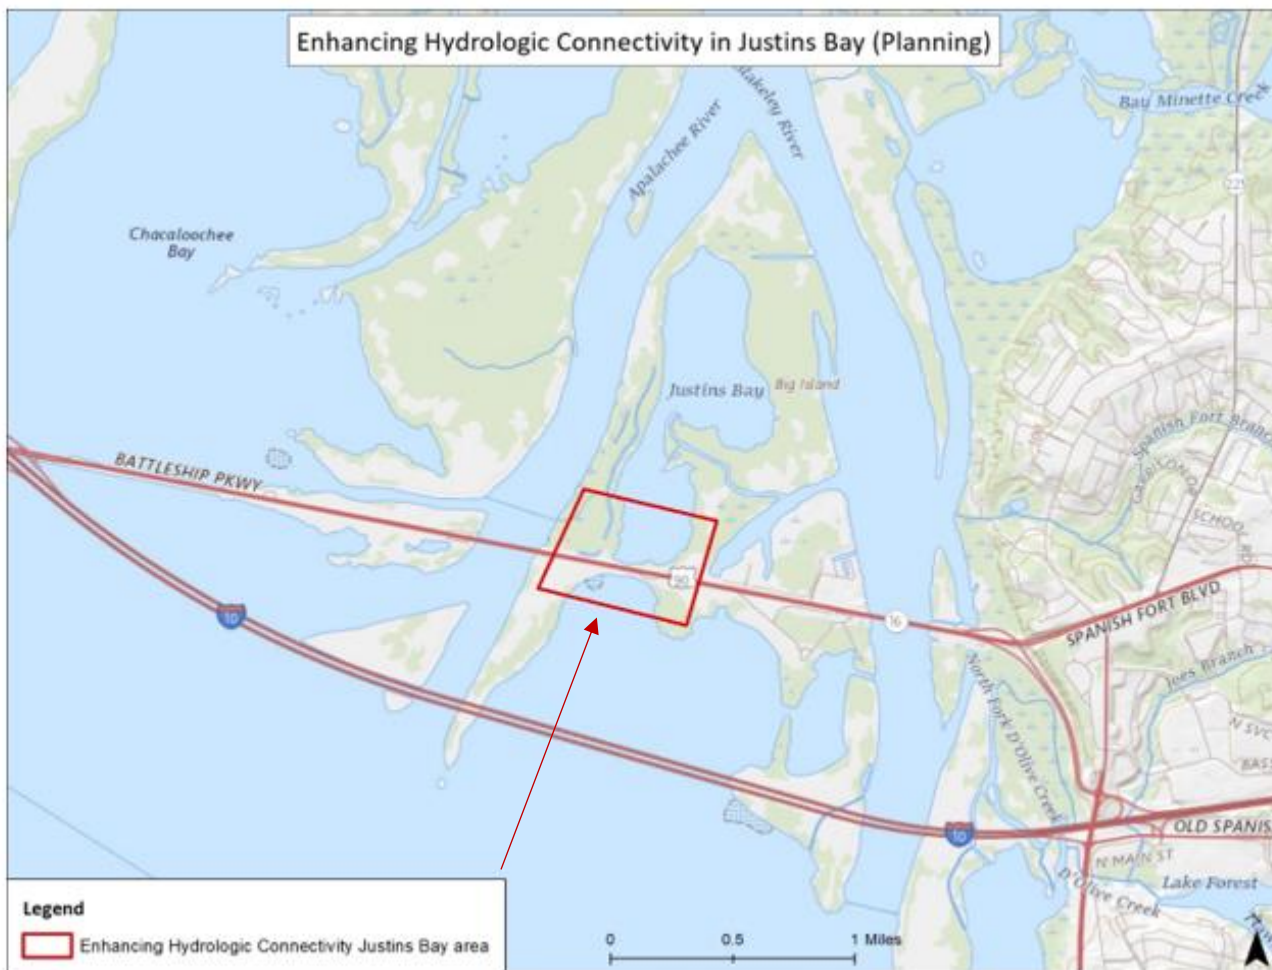 Enhancing Hydrologic Connectivity in Justins Bay (Planning)
Bay Minette Creek
Blakeley River
Apalachee River
225
Chacaloochee
Bay
Justins Bay
Big Island
Spanish Fort Branch
BATTLESHIP PKWY
SCHOOL RD
90
10
16
SPANISH FORT BLVD
Joes Branch
North Fork D'Olive Creek
N SVC
BASS
10
OLD SPANIS
N MAIN ST
D'Olive Creek
Lake Forest
Legend
Enhancing Hydrologic Connectivity Justins Bay area
0 0.5 1 Miles